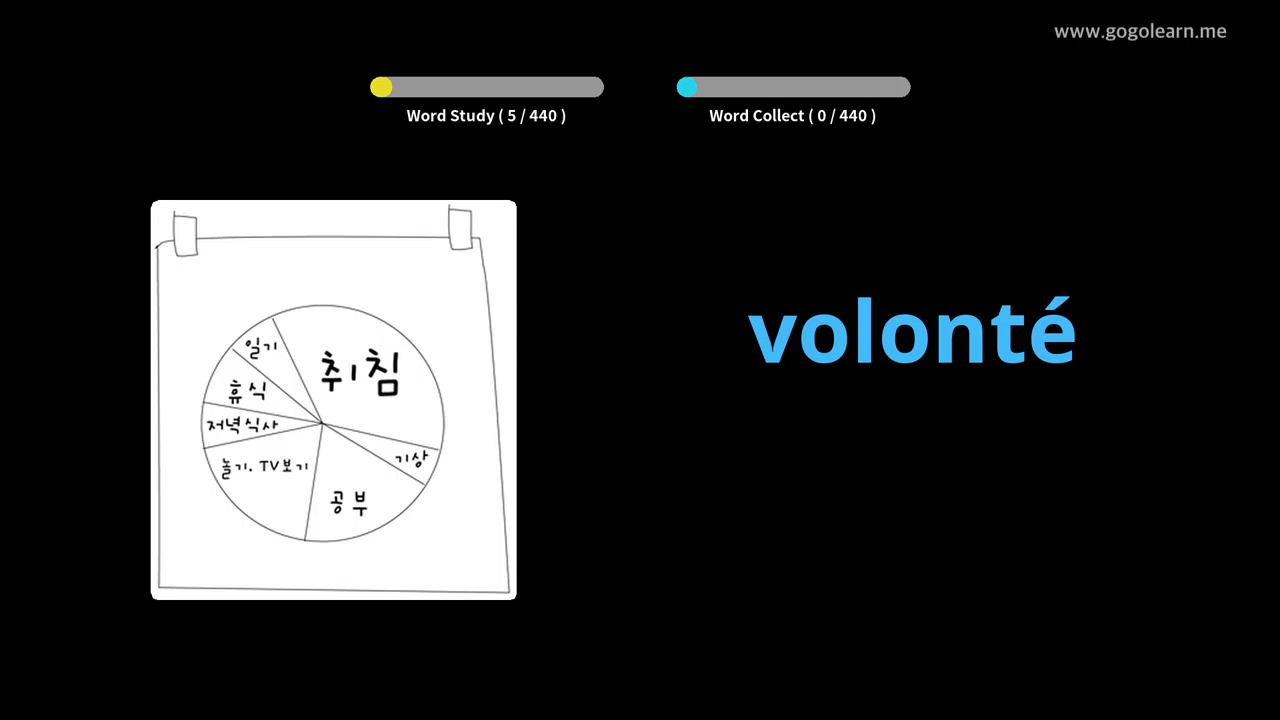 www.gogolearn.me
Word Study ( 5 / 440 )
Word Collect ( 0 / 440 )
일기
취침
휴식
저녁식사
기상
놀기. TV보기
공부
volonté